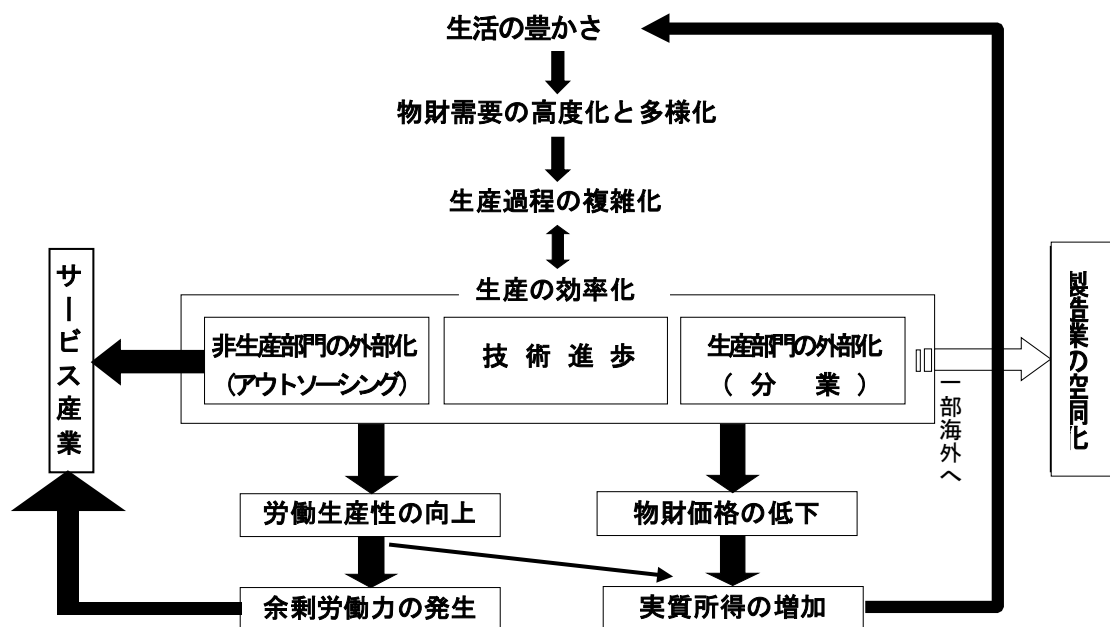 生活の豊かさ
物財需要の高度化と多様化
生産過程の複雑化
生産の効率化
サービス産業
非生産部門の外部化
(アウトソーシング)
技術進歩
生産部門の外部化
(分業)
一部海外へ
製造業の空洞化
労働生産性の向上
物財価格の低下
余剰労働力の発生
実質所得の増加